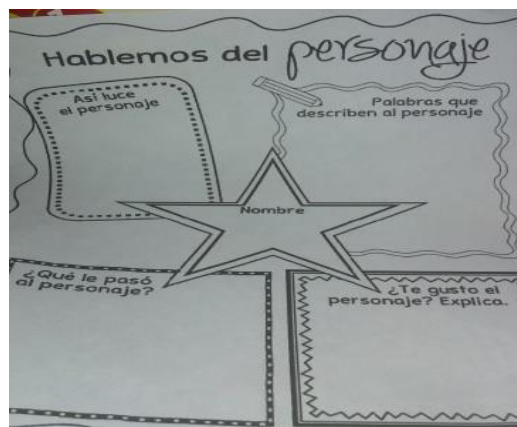 Hablemos del personaje
Así luce
el personaje
Palabras que
describen al personaje
Nombre
¿Qué le pasó
al personaje?
¿Te gusto el
personaje? Explica.